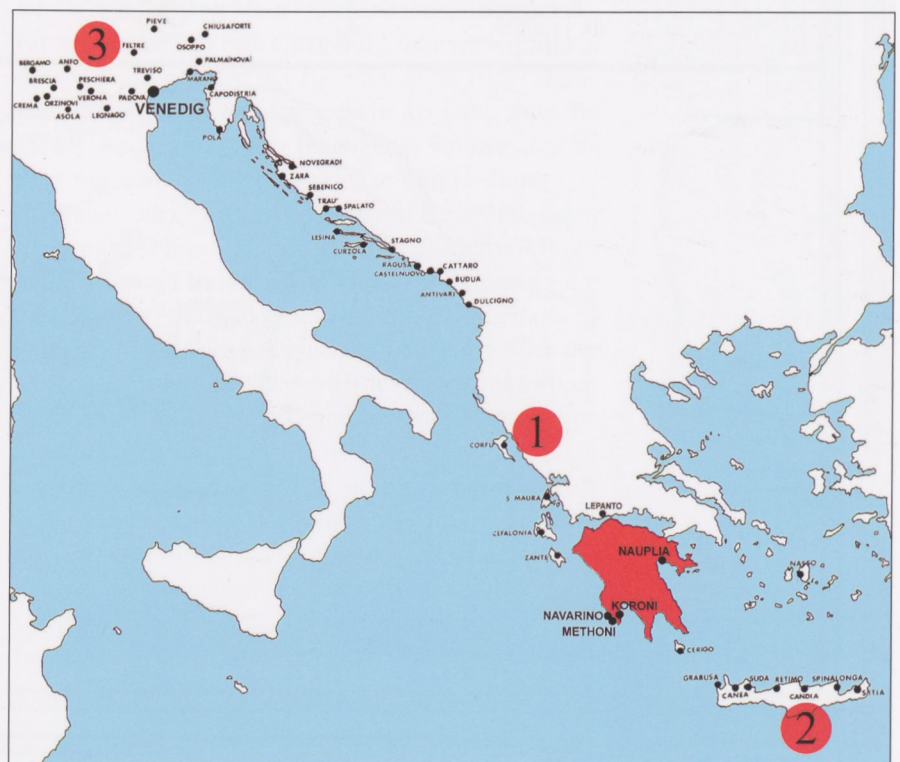 PIEVE
CHIUSAFORTE
3
OSOPPO
FELTRE
PALMANOVA
BERGAMO
ANFO
TREVISO
MARANO
BRESCIA
PESCHIERA
CAPODISTRIA
CREMA
ORZINOVI
VERONA
PADOVA
VENEDIG
ASOLA
LEGNAGO
POLA
NOVEGRADI
ZARA
SEBENICO
TRAU'
SPALATO
LESINA
STAGNO
CURZOLA
RAGUSA
CATTARO
CASTELNUOVO
BUDUA
ANTIVARI
DULCIGNO
1
CORFU
S MAURA
LEPANTO
CEFALONIA
NAUPLIA
ZANTE
NASSO
KORONI
NAVARINO
METHONI
CERIGO
GRABUSA
SUDA
RETIMO
SPINALONGA
CANEA
CANDIA
SITIA
2